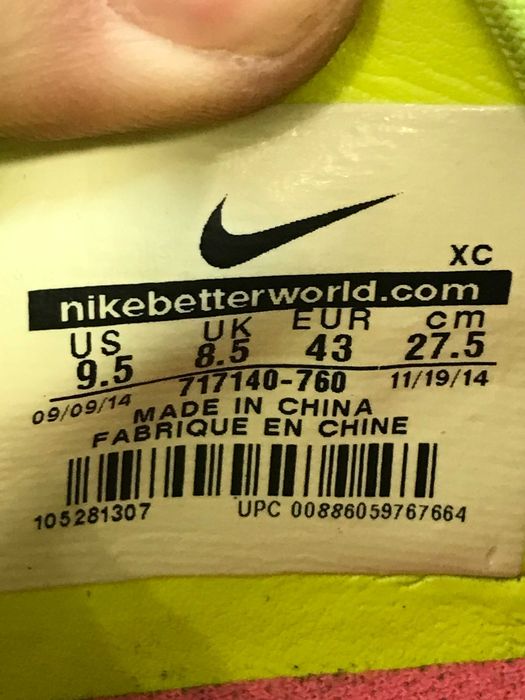 XC
nikebetterworld.com
US UK EUR cm
9.5 8.5 43 27.5
09/09/14 717140-760 11/19/14
MADE IN CHINA
FABRIQUE EN CHINE
105281307 UPC 00886059767664